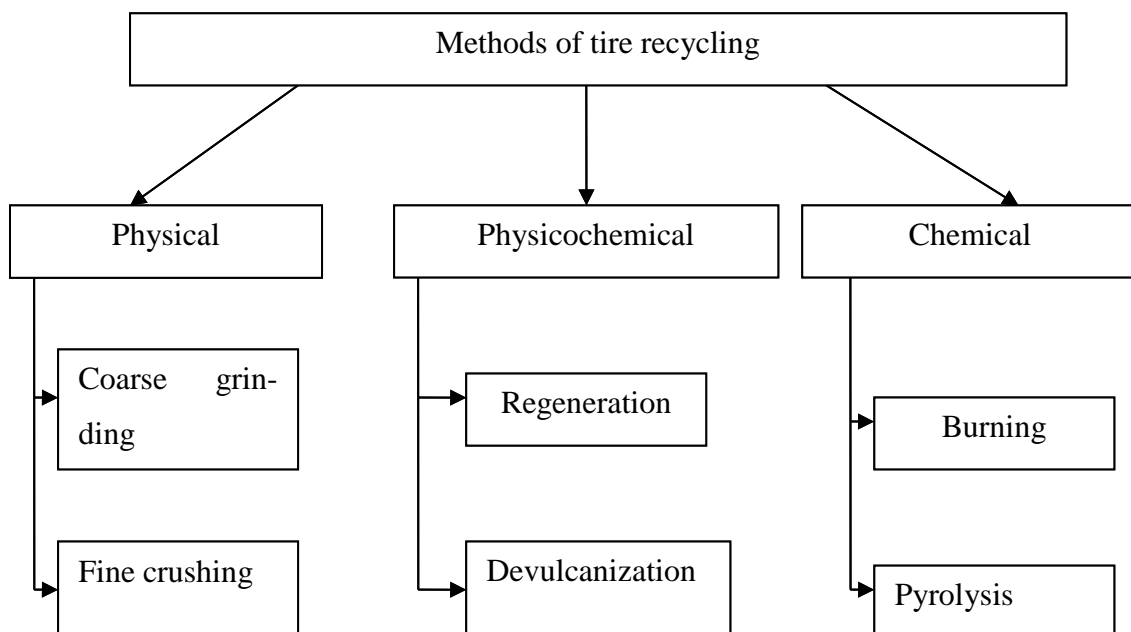 Methods of tire recycling
Physical
Physicochemical
Chemical
Coarse grin-
ding
Regeneration
Burning
Fine crushing
Devulcanization
Pyrolysis